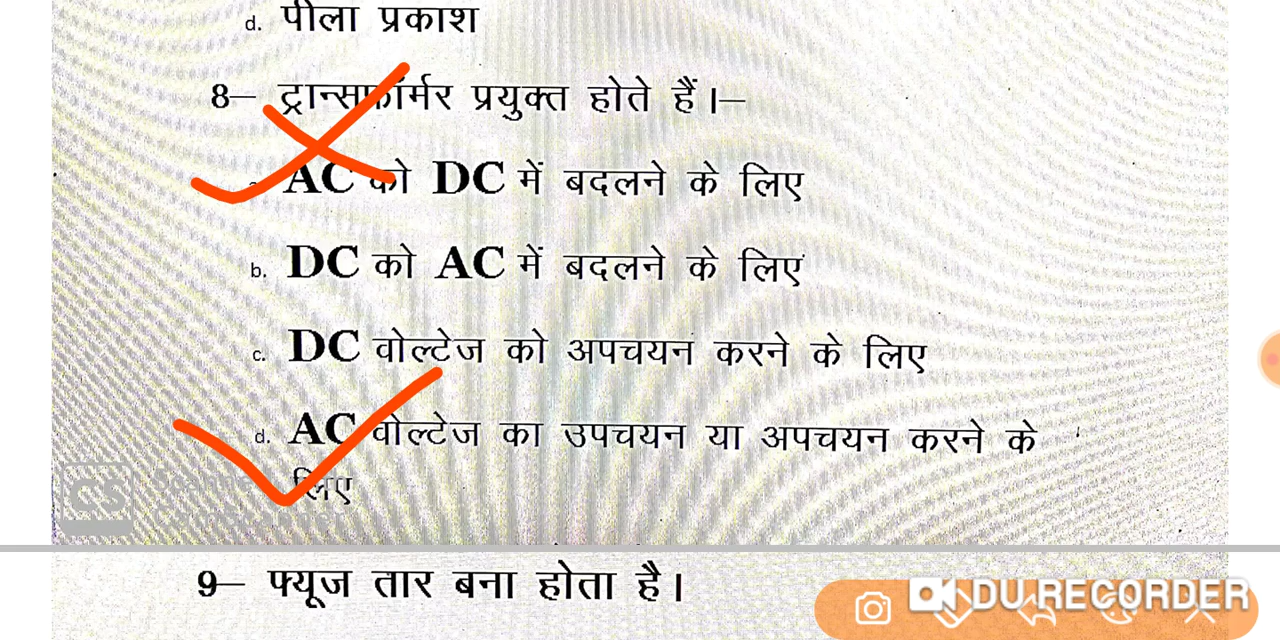 d. पीला प्रकाश
8— ट्रान्सफॉर्मर प्रयुक्त होते हैं।—
AC को DC में बदलने के लिए
b. DC को AC में बदलने के लिए
c. DC वोल्टेज को अपचयन करने के लिए
d. AC वोल्टेज का उपचयन या अपचयन करने के
लिए
CS
9— फ्यूज तार बना होता है।
DU RECORDER